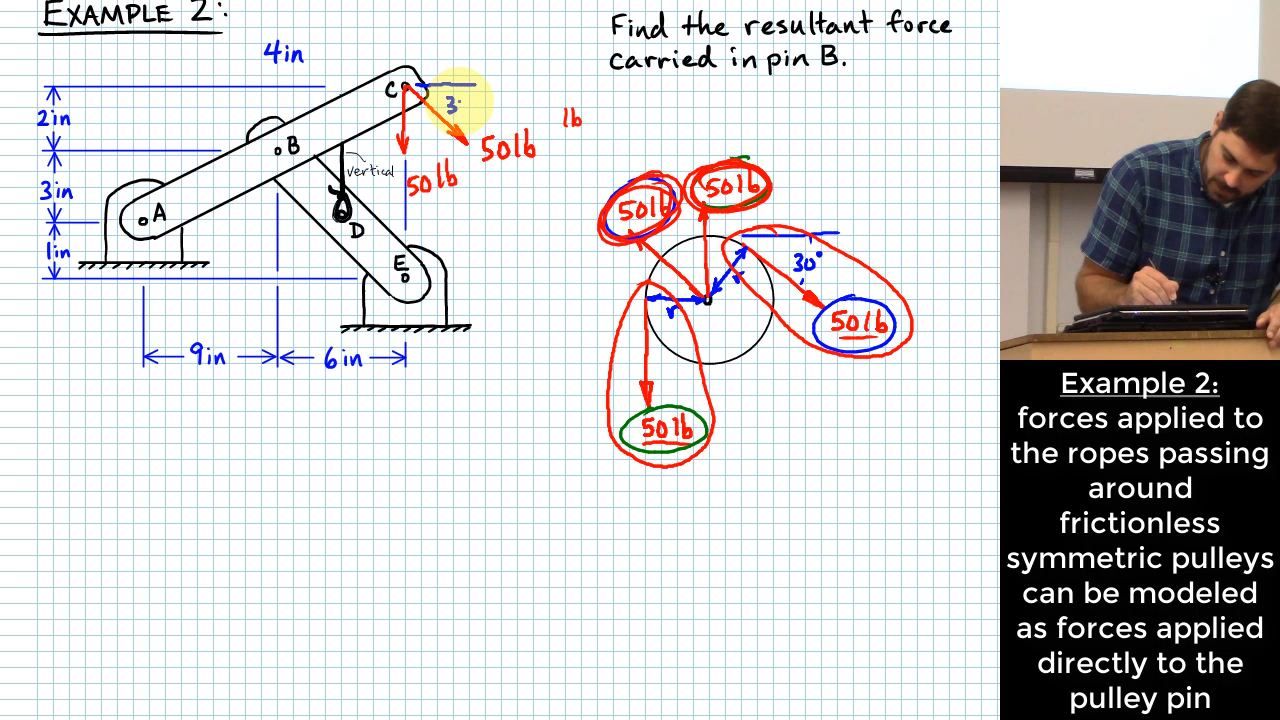 EXAMPLE 2:
Find the resultant force
carried in pin B.
4in
C
3
2in
B
50lb
lb
vertical
50lb
3in
A
D
1in
E
9in
6in
50lb
50lb
30°
r
r
50lb
50lb
Example 2:
forces applied to
the ropes passing
around
frictionless
symmetric pulleys
can be modeled
as forces applied
directly to the
pulley pin